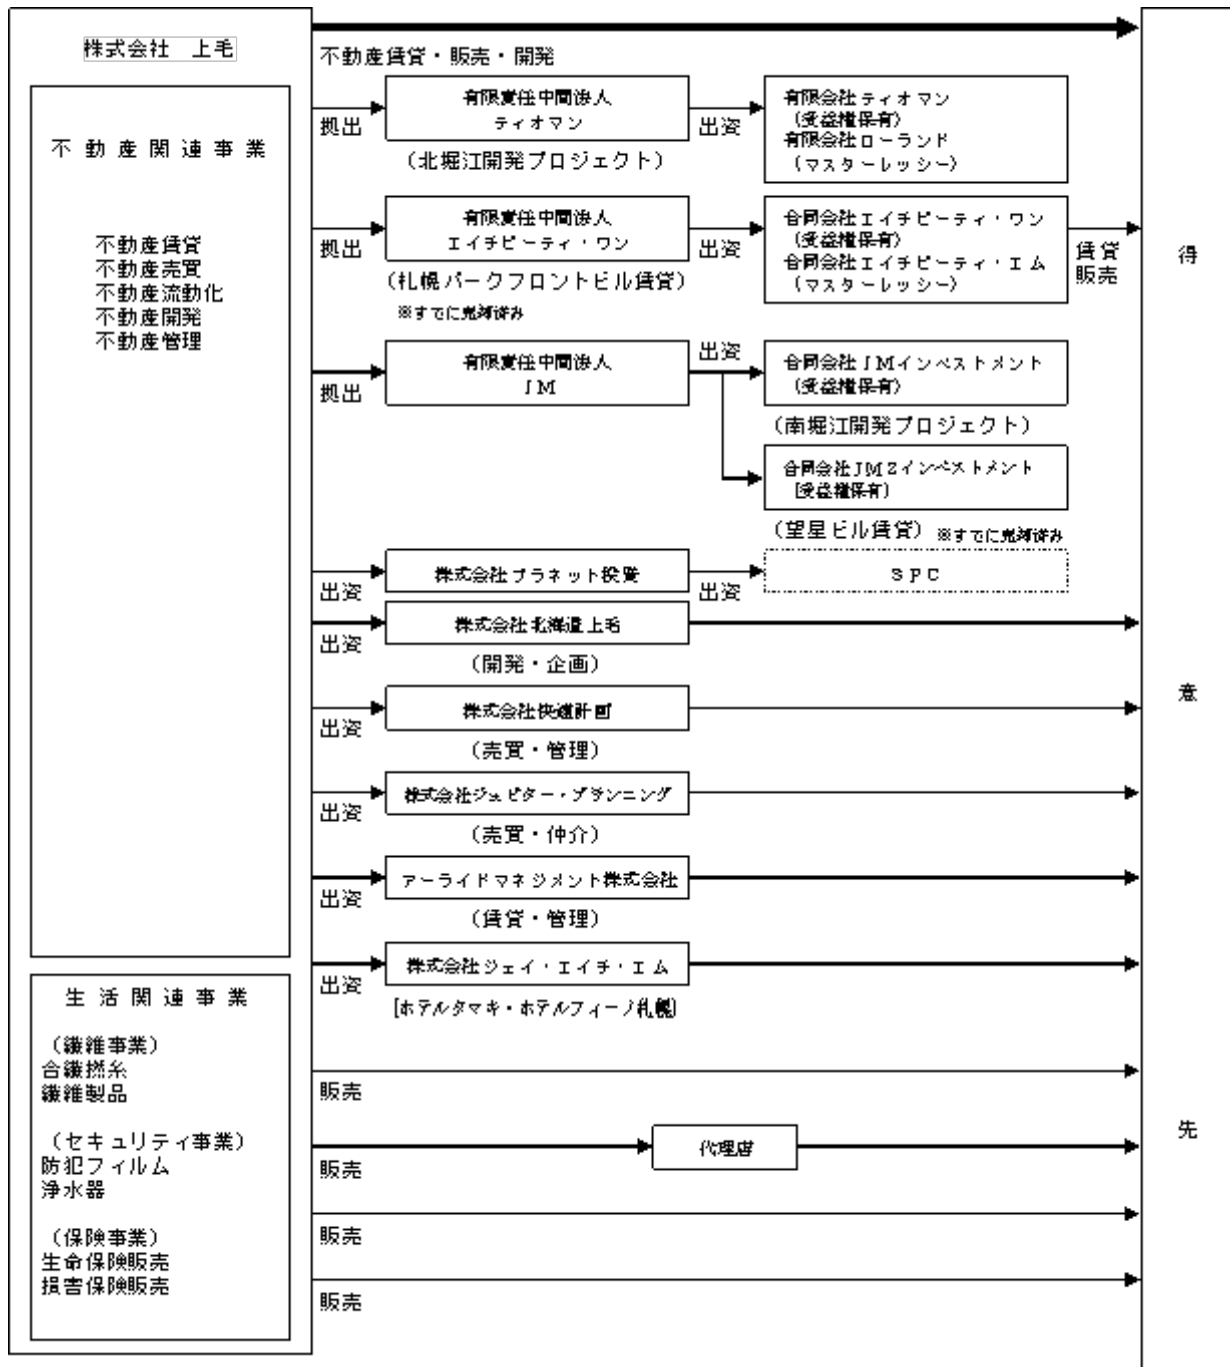 株式会社　上毛
不動産関連事業
不動産賃貸
不動産売買
不動産流動化
不動産開発
不動産管理
生活関連事業
（繊維事業）
合繊撚糸
繊維製品
（セキュリティ事業）
防犯フィルム
浄水器
（保険事業）
生命保険販売
損害保険販売
不動産賃貸・販売・開発
拠出
有限責任中間法人
ティオマン
（北堀江開発プロジェクト）
出資
有限会社ティオマン
（受益権保有）
有限会社ローランド
（マスターレッシー）
拠出
有限責任中間法人
エイチピーティ・ワン
（札幌パークフロントビル賃貸）
※すでに売却済み
出資
合同会社エイチピーティ・ワン
（受益権保有）
合同会社エイチピーティ・エム
（マスターレッシー）
賃貸
販売
拠出
有限責任中間法人
ＪＭ
出資
合同会社ＪＭインベストメント
（受益権保有）
（南堀江開発プロジェクト）
合同会社ＪＭ２インベストメント
（受益権保有）
（望星ビル賃貸）※すでに売却済み
出資
株式会社プラネット投資
出資
ＳＰＣ
出資
株式会社北海道上毛
（開発・企画）
出資
株式会社快適計画
（売買・管理）
出資
株式会社ジュピター・プランニング
（売買・仲介）
出資
アーライドマネジメント株式会社
（賃貸・管理）
出資
株式会社ジェイ・エイチ・エム
（ホテルタマキ・ホテルフィーノ札幌）
販売
販売
代理店
販売
販売
得
意
先